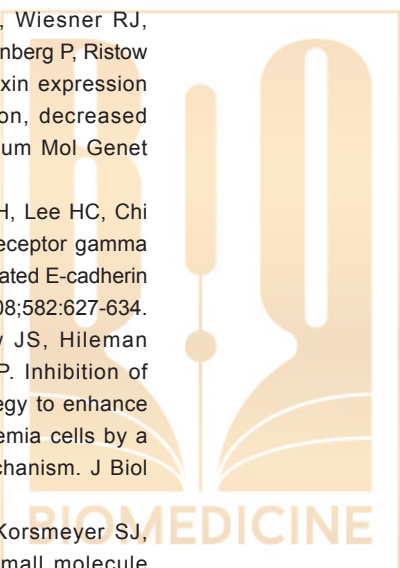 , Wiesner RJ,
nberg P, Ristow
xin expression
on, decreased
um Mol Genet
H, Lee HC, Chi
eceptor gamma
ated E-cadherin
08;582:627-634.
JS, Hileman
P. Inhibition of
egy to enhance
emia cells by a
chanism. J Biol
Korsmeyer SJ,
mall molecule
BIOMEDICINE